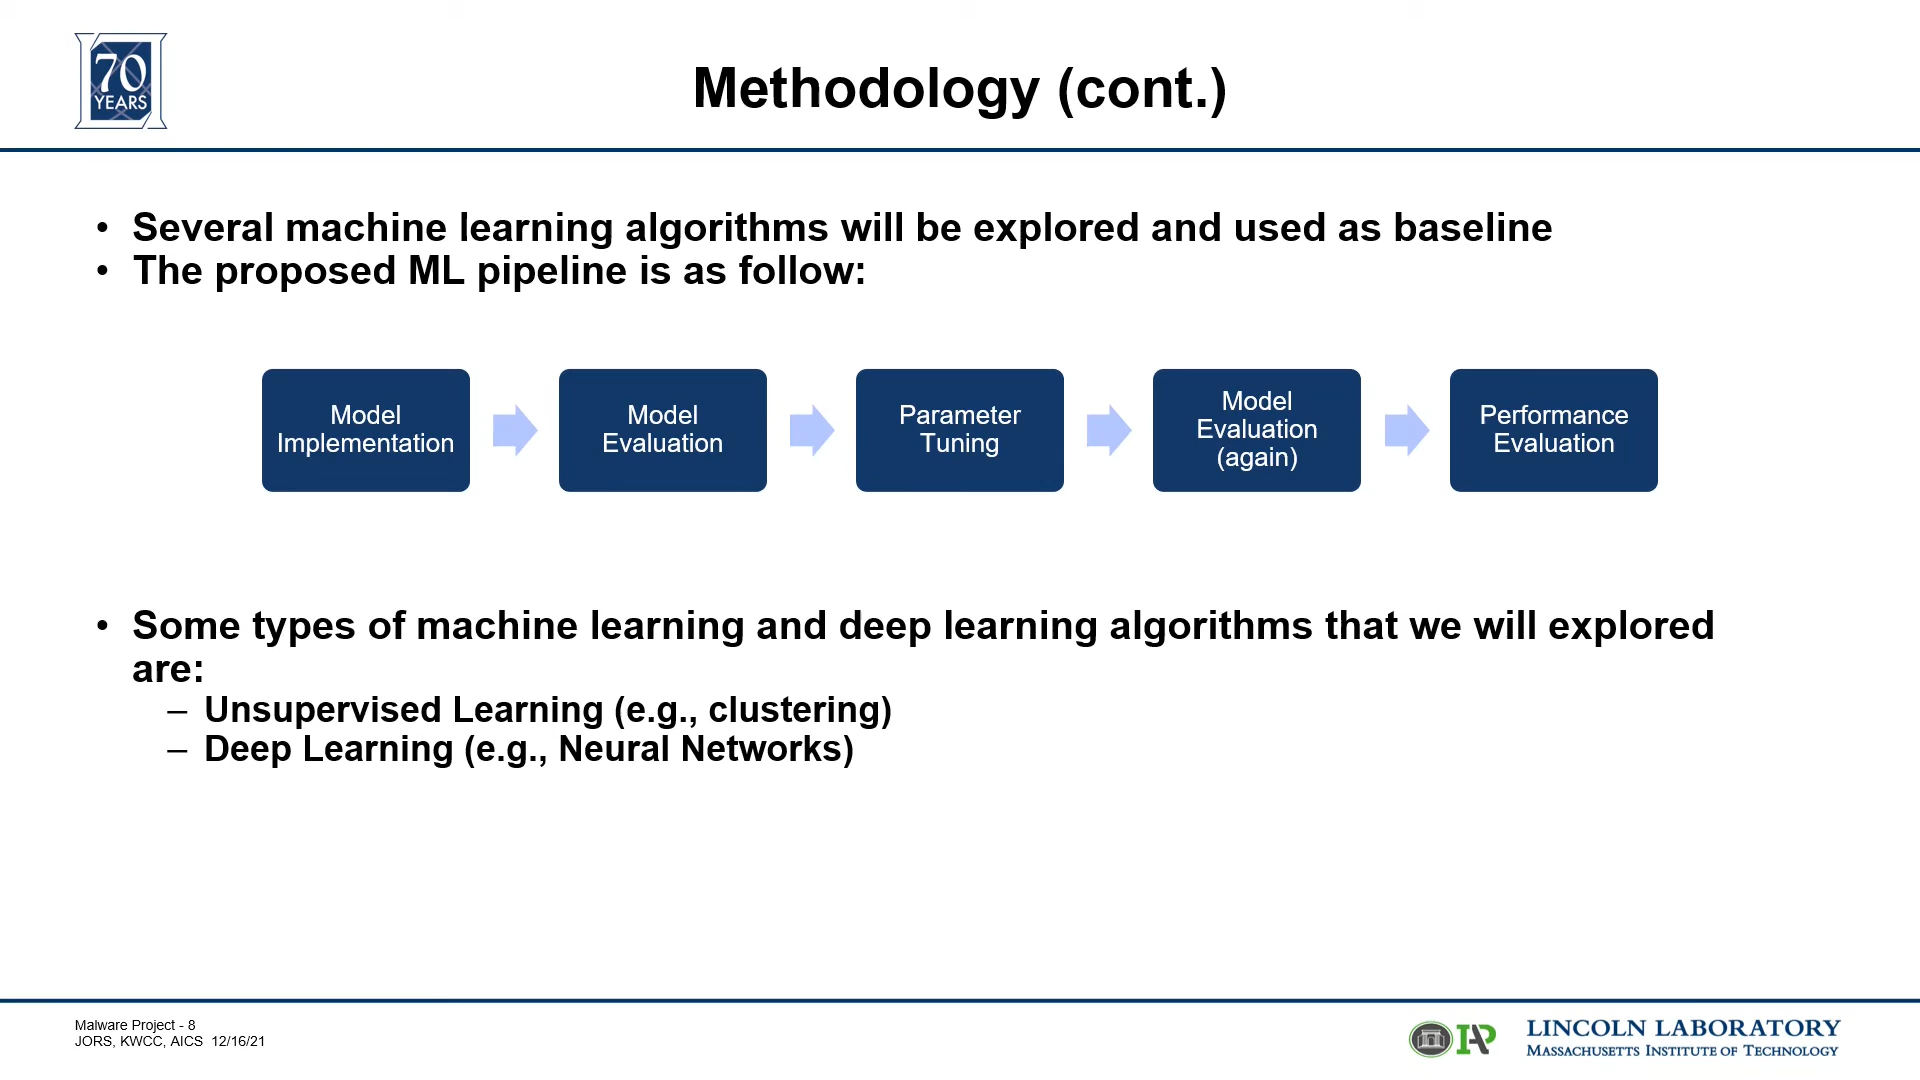 70
YEARS
Methodology (cont.)
• Several machine learning algorithms will be explored and used as baseline
• The proposed ML pipeline is as follow:
Model
Implementation
Model
Evaluation
Parameter
Tuning
Model
Evaluation
(again)
Performance
Evaluation
• Some types of machine learning and deep learning algorithms that we will explored
are:
– Unsupervised Learning (e.g., clustering)
– Deep Learning (e.g., Neural Networks)
Malware Project - 8
JORS, KWCC, AICS 12/16/21
IA
LINCOLN LABORATORY
MASSACHUSETTS INSTITUTE OF TECHNOLOGY